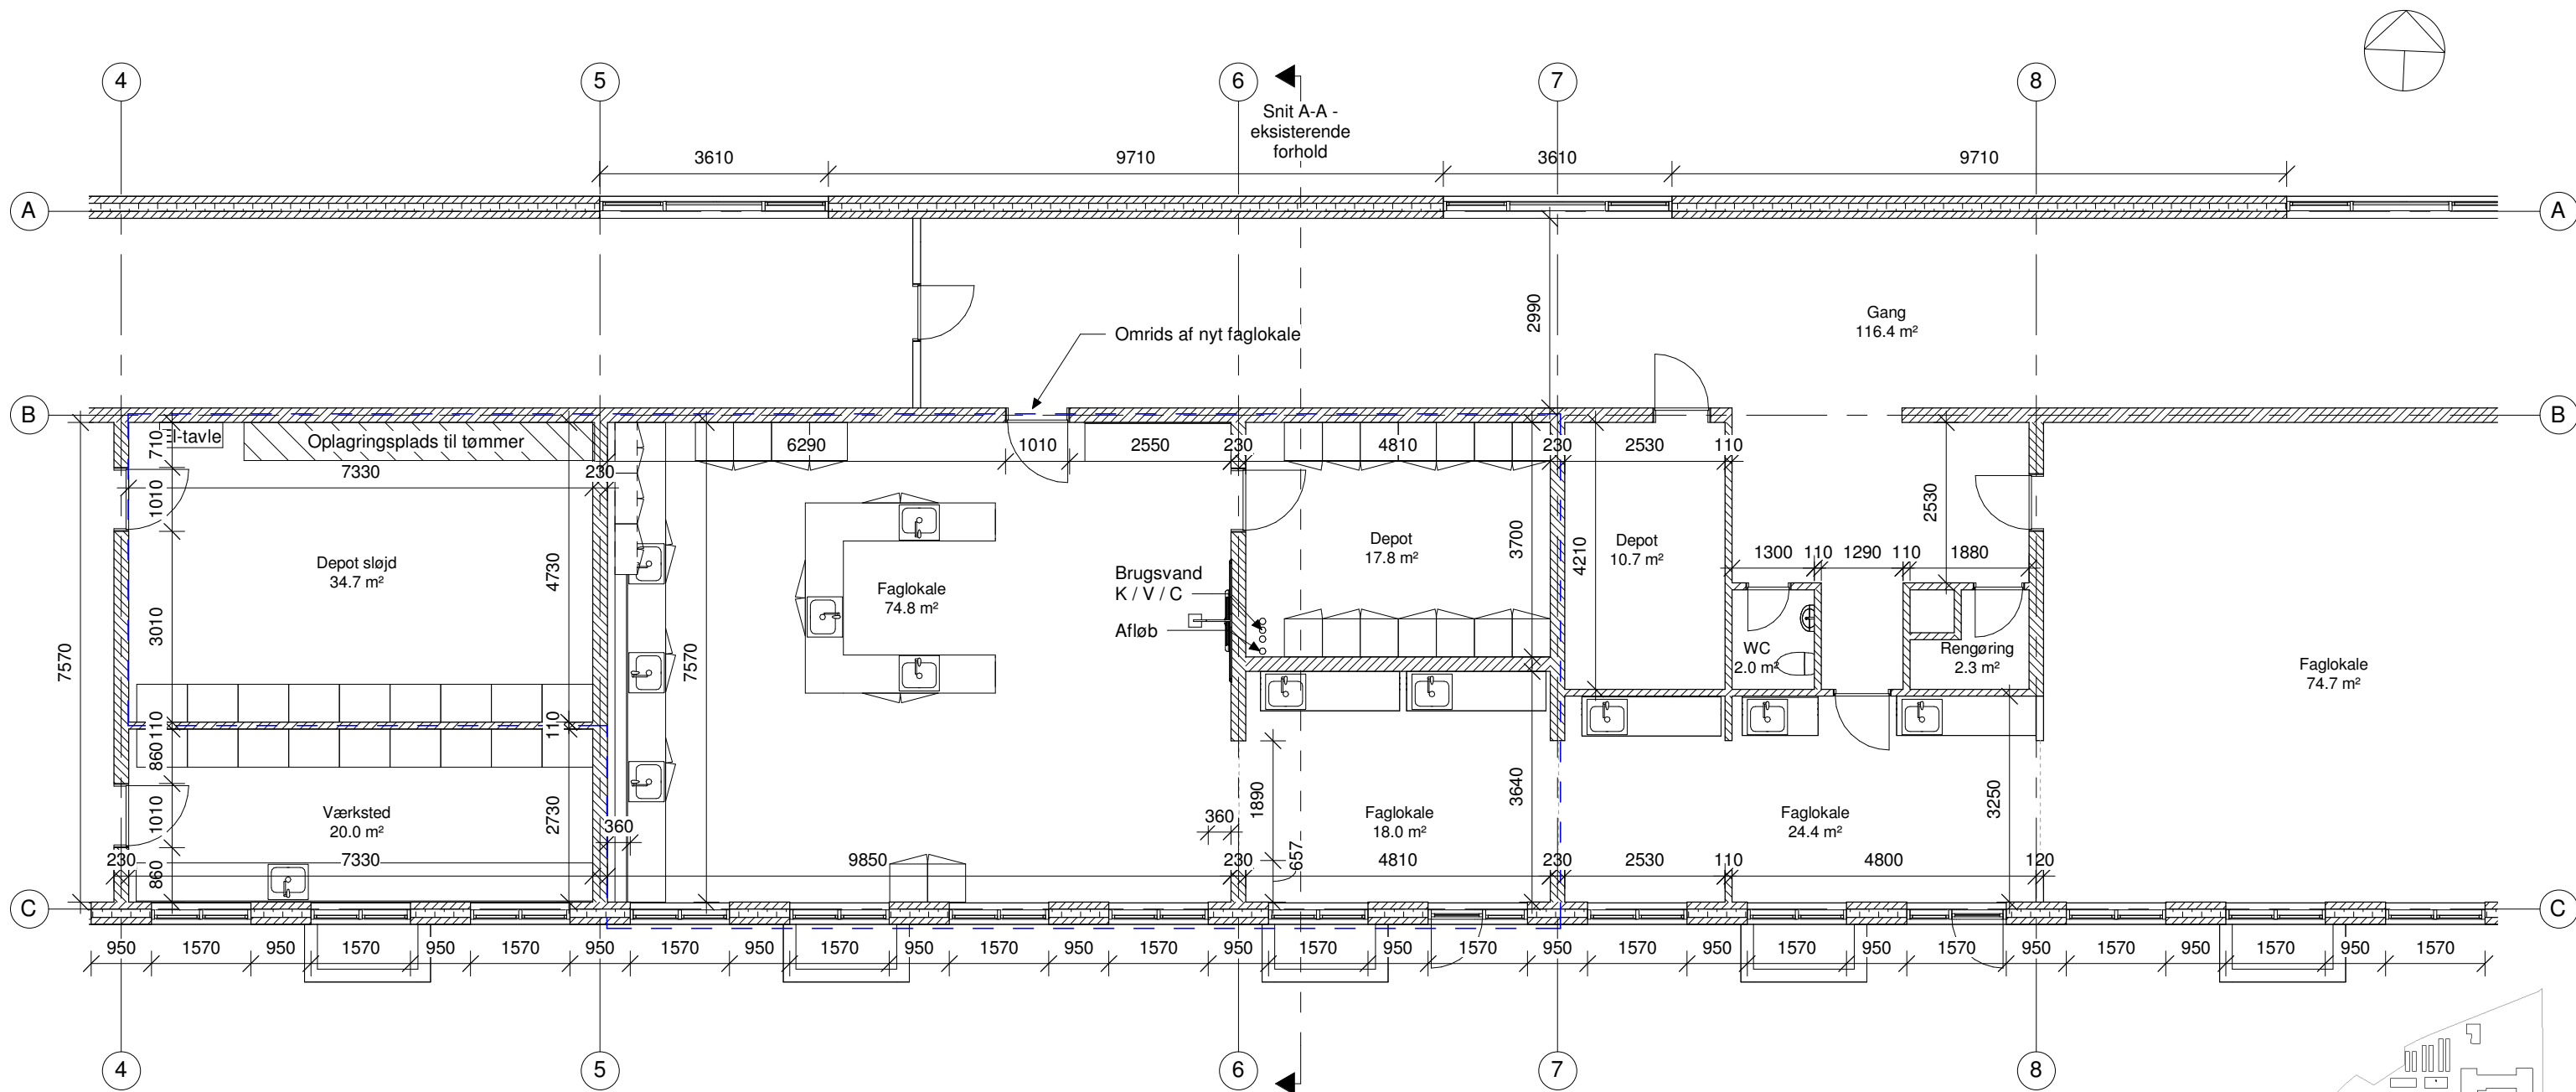 4
5
6
7
8
Snit A-A -
eksisterende
forhold
3610
9710
3610
9710
A
A
2990
Gang
116.4 m²
Omrids af nyt faglokale
B
B
710
I-tavle
Oplagringsplads til tømmer
6290
1010
2550
230
4810
230
2530
110
7330
230
1010
2530
Depot sløjd
34.7 m²
4730
Faglokale
74.8 m²
Brugsvand
K / V / C
Afløb
Depot
17.8 m²
3700
4210
Depot
10.7 m²
1300
110
1290
110
1880
3010
7570
7570
WC
2.0 m²
Rengøring
2.3 m²
Faglokale
74.7 m²
110
110
860
1010
Værksted
20.0 m²
2730
360
360
1890
Faglokale
18.0 m²
3640
Faglokale
24.4 m²
3250
230
7330
9850
230
657
4810
230
2530
110
4800
120
860
C
C
950
1570
950
1570
950
1570
950
1570
950
1570
950
1570
950
1570
950
1570
950
1570
950
1570
950
1570
950
1570
950
1570
950
1570
950
1570
4
5
6
7
8